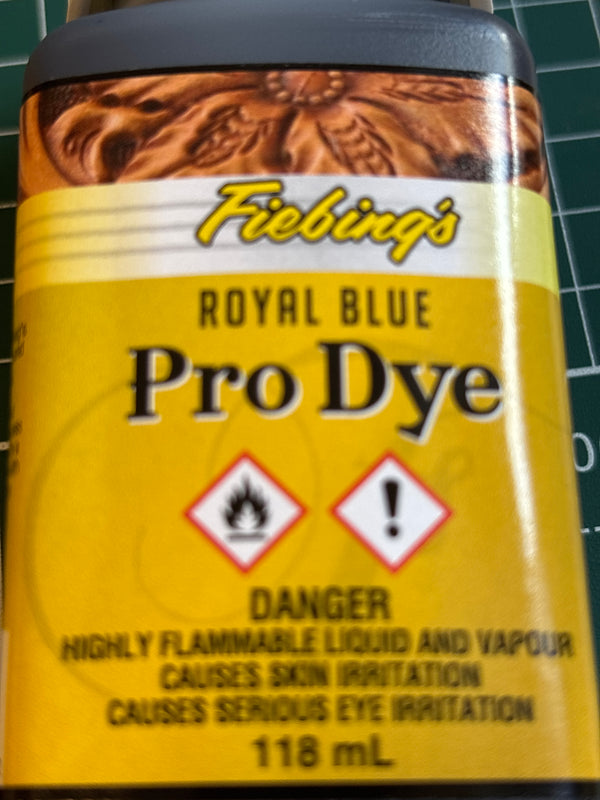 Fiebing's
ROYAL BLUE
Pro Dye
DANGER
HIGHLY FLAMMABLE LIQUID AND VAPOUR
CAUSES SKIN IRRITATION
CAUSES SERIOUS EYE IRRITATION
118 mL